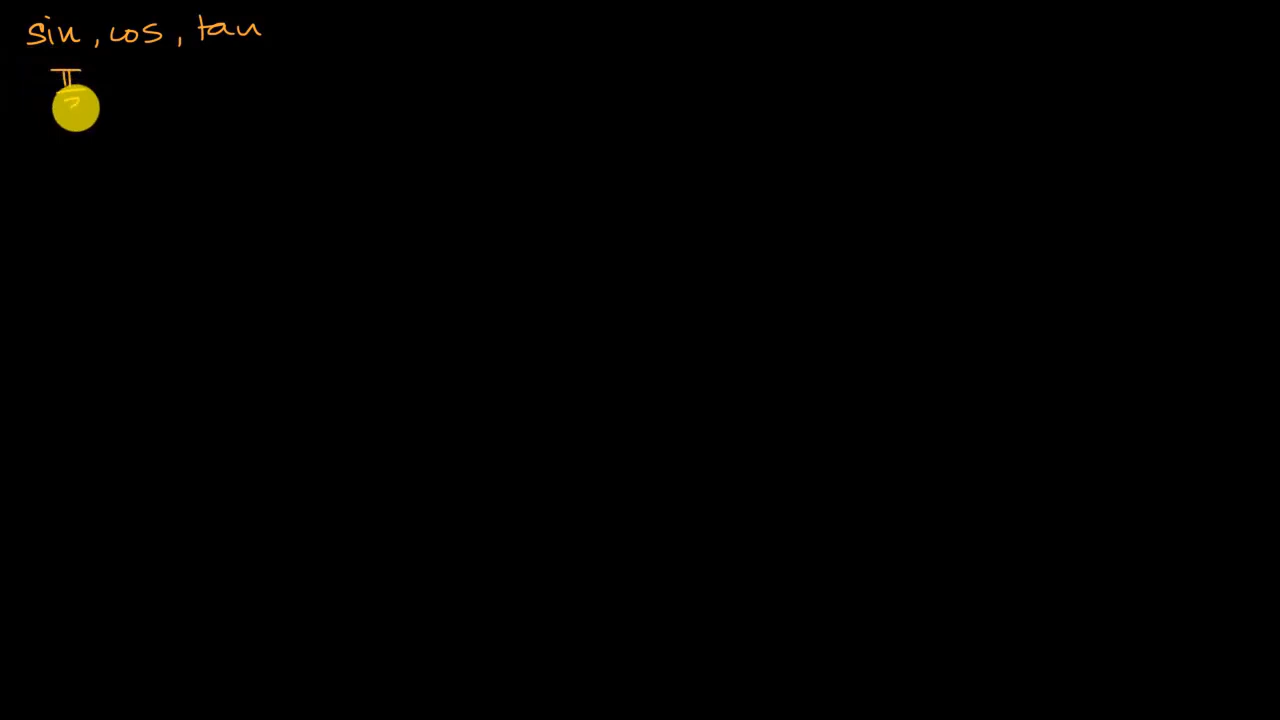 sin, cos, tan
π